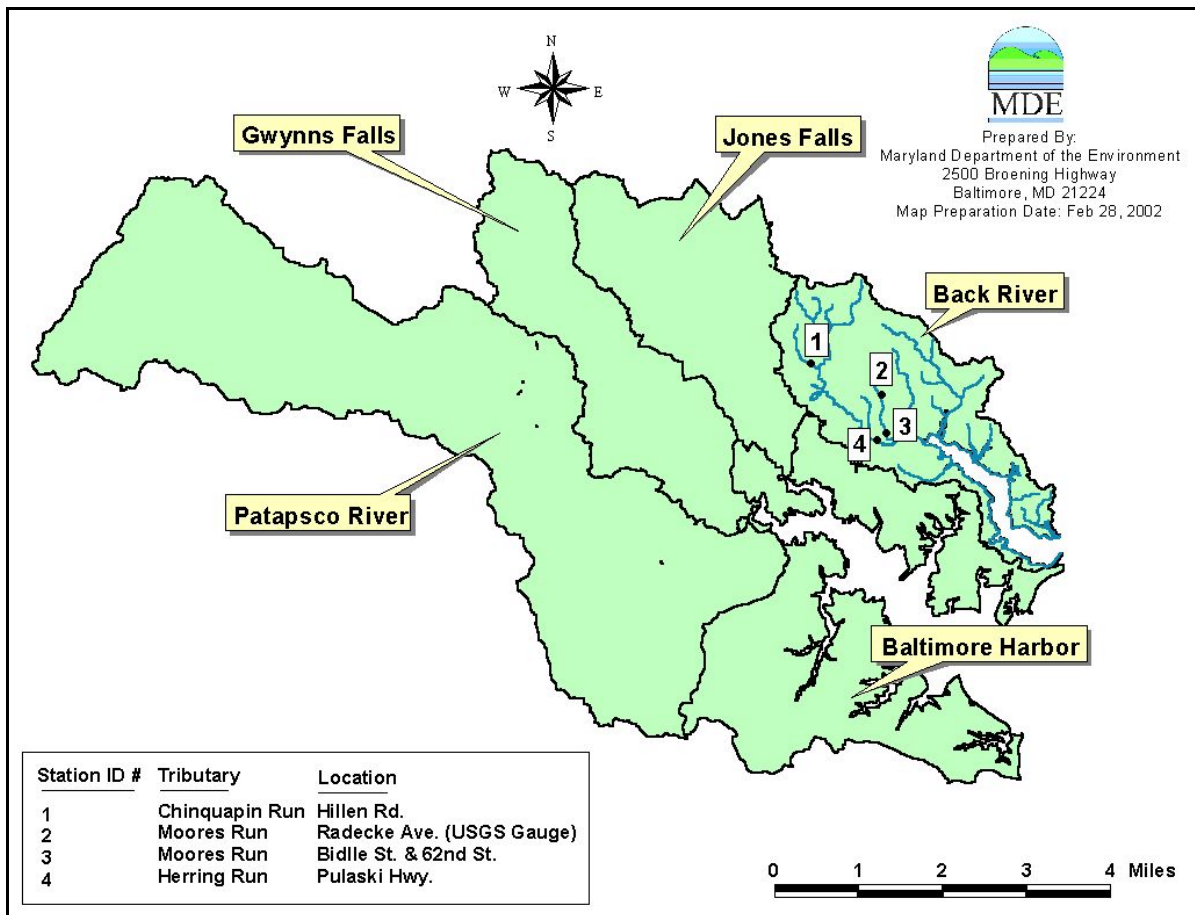 N
W E
S
MDE
Prepared By:
Maryland Department of the Environment
2500 Broening Highway
Baltimore, MD 21224
Map Preparation Date: Feb 28, 2002
Gwynns Falls
Jones Falls
Back River
1
2
3
4
Patapsco River
Baltimore Harbor
Station ID # Tributary Location
1 Chinquapin Run Hillen Rd.
2 Moores Run Radecke Ave. (USGS Gauge)
3 Moores Run Bidlle St. & 62nd St.
4 Herring Run Pulaski Hwy.
0 1 2 3 4 Miles